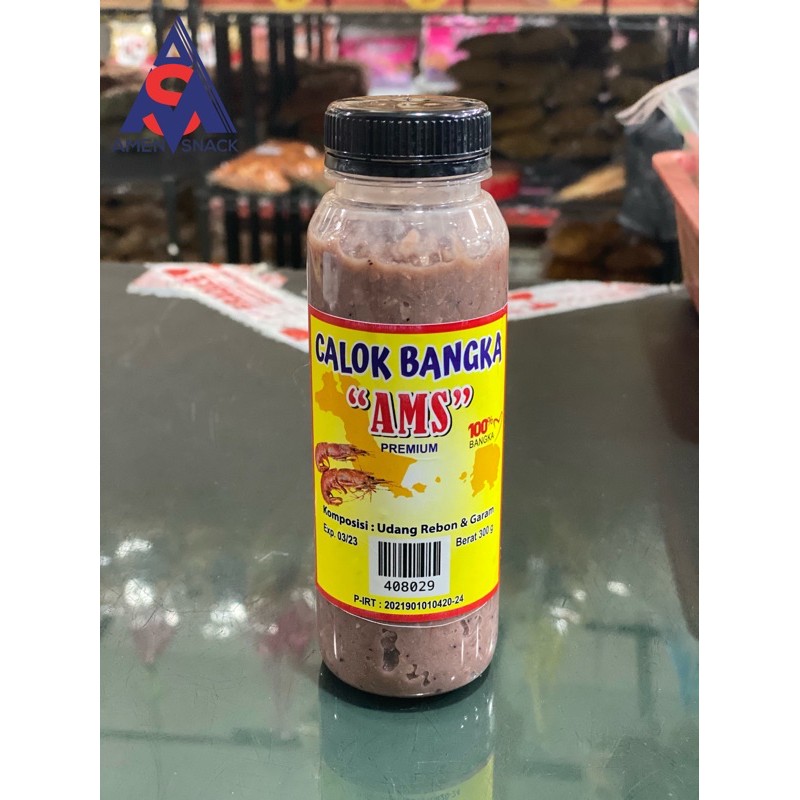 AMEN SNACK
CALOK BANGKA
“AMS”
PREMIUM
100%
BANGKA
Komposisi : Udang Rebon & Garam
Exp. 03/23
Berat 300 g
408029
P-IRT : 2021901010420-24